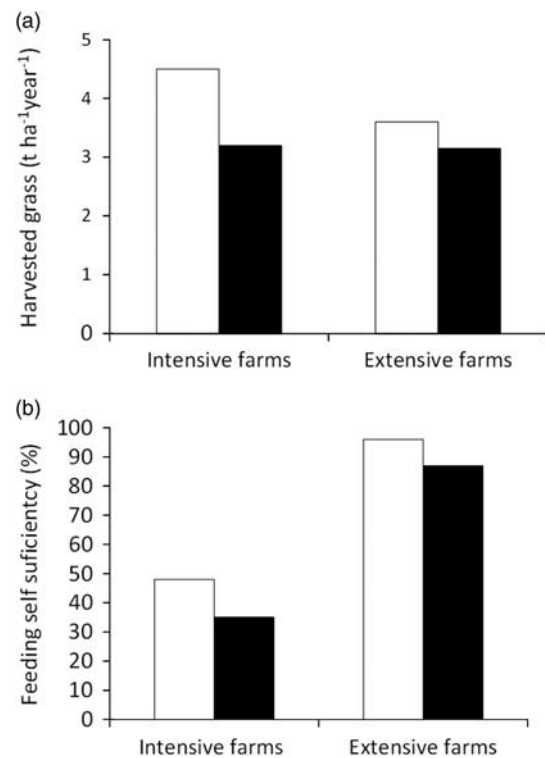 (a)
Harvested grass (t ha⁻¹year⁻¹)
5
4
3
2
1
0
Intensive farms Extensive farms
(b)
Feeding self suficientcy (%)
100
90
80
70
60
50
40
30
20
10
0
Intensive farms Extensive farms